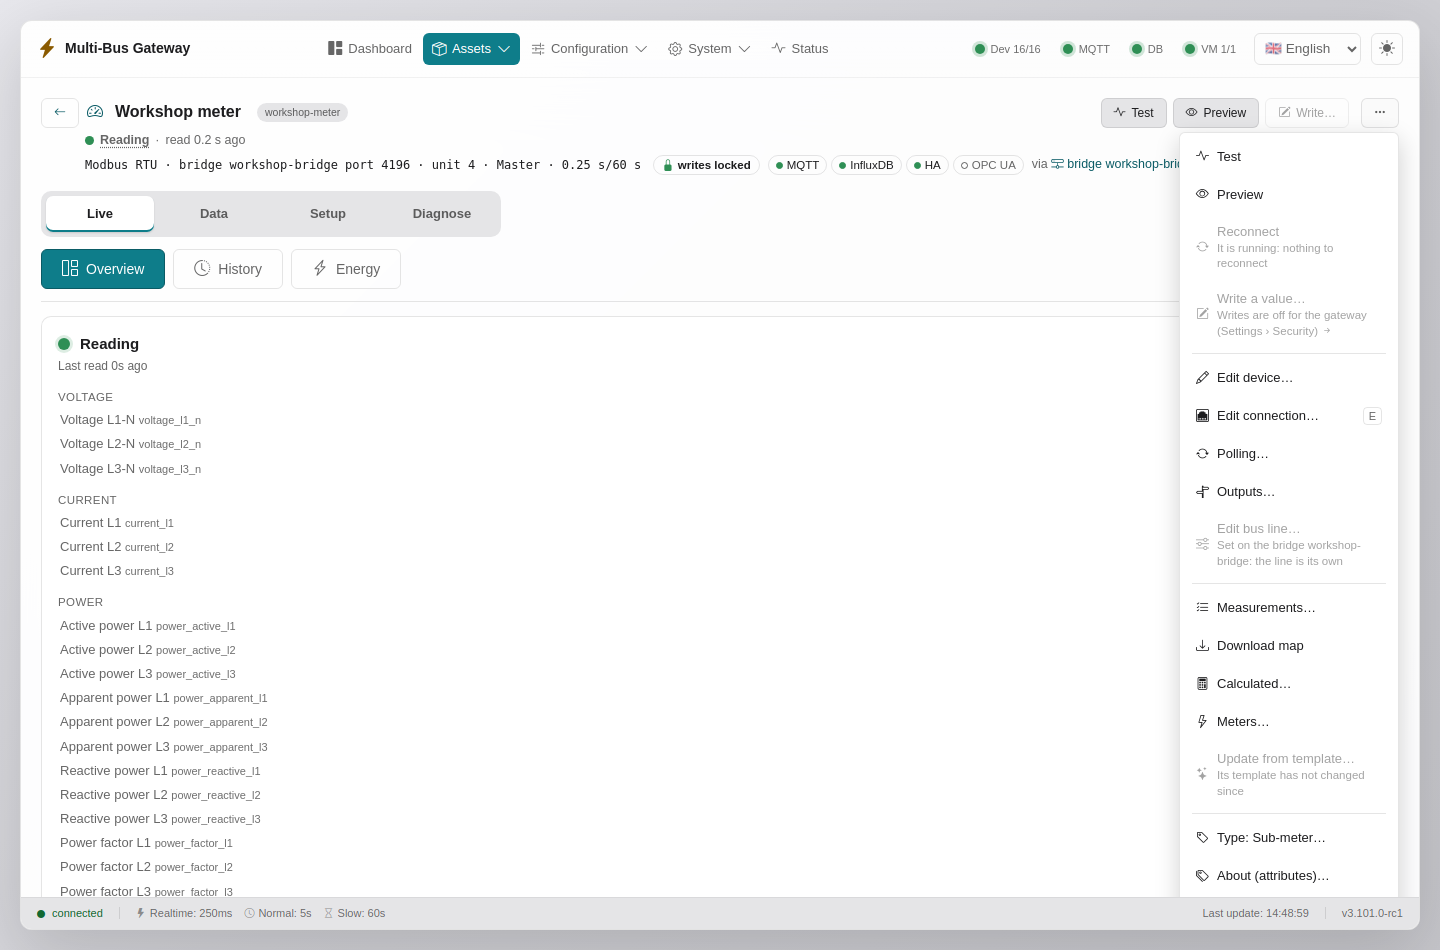 Multi-Bus Gateway
Dashboard
Assets
Configuration
System
Status
Dev 16/16
MQTT
DB
VM 1/1
English
Workshop meter
workshop-meter
Test
Preview
Write…
Reading · read 0.2 s ago
Modbus RTU · bridge workshop-bridge port 4196 · unit 4 · Master · 0.25 s/60 s
writes locked
MQTT
InfluxDB
HA
OPC UA
via bridge workshop-bri
Live
Data
Setup
Diagnose
Overview
History
Energy
Reading
Last read 0s ago
VOLTAGE
Voltage L1-N voltage_l1_n
Voltage L2-N voltage_l2_n
Voltage L3-N voltage_l3_n
CURRENT
Current L1 current_l1
Current L2 current_l2
Current L3 current_l3
POWER
Active power L1 power_active_l1
Active power L2 power_active_l2
Active power L3 power_active_l3
Apparent power L1 power_apparent_l1
Apparent power L2 power_apparent_l2
Apparent power L3 power_apparent_l3
Reactive power L1 power_reactive_l1
Reactive power L2 power_reactive_l2
Reactive power L3 power_reactive_l3
Power factor L1 power_factor_l1
Power factor L2 power_factor_l2
Power factor L3 power_factor_l3
Test
Preview
Reconnect
It is running: nothing to
reconnect
Write a value…
Writes are off for the gateway
(Settings › Security) →
Edit device…
Edit connection…
E
Polling…
Outputs…
Edit bus line…
Set on the bridge workshop-
bridge: the line is its own
Measurements…
Download map
Calculated…
Meters…
Update from template…
Its template has not changed
since
Type: Sub-meter…
About (attributes)…
connected
Realtime: 250ms
Normal: 5s
Slow: 60s
Last update: 14:48:59
v3.101.0-rc1